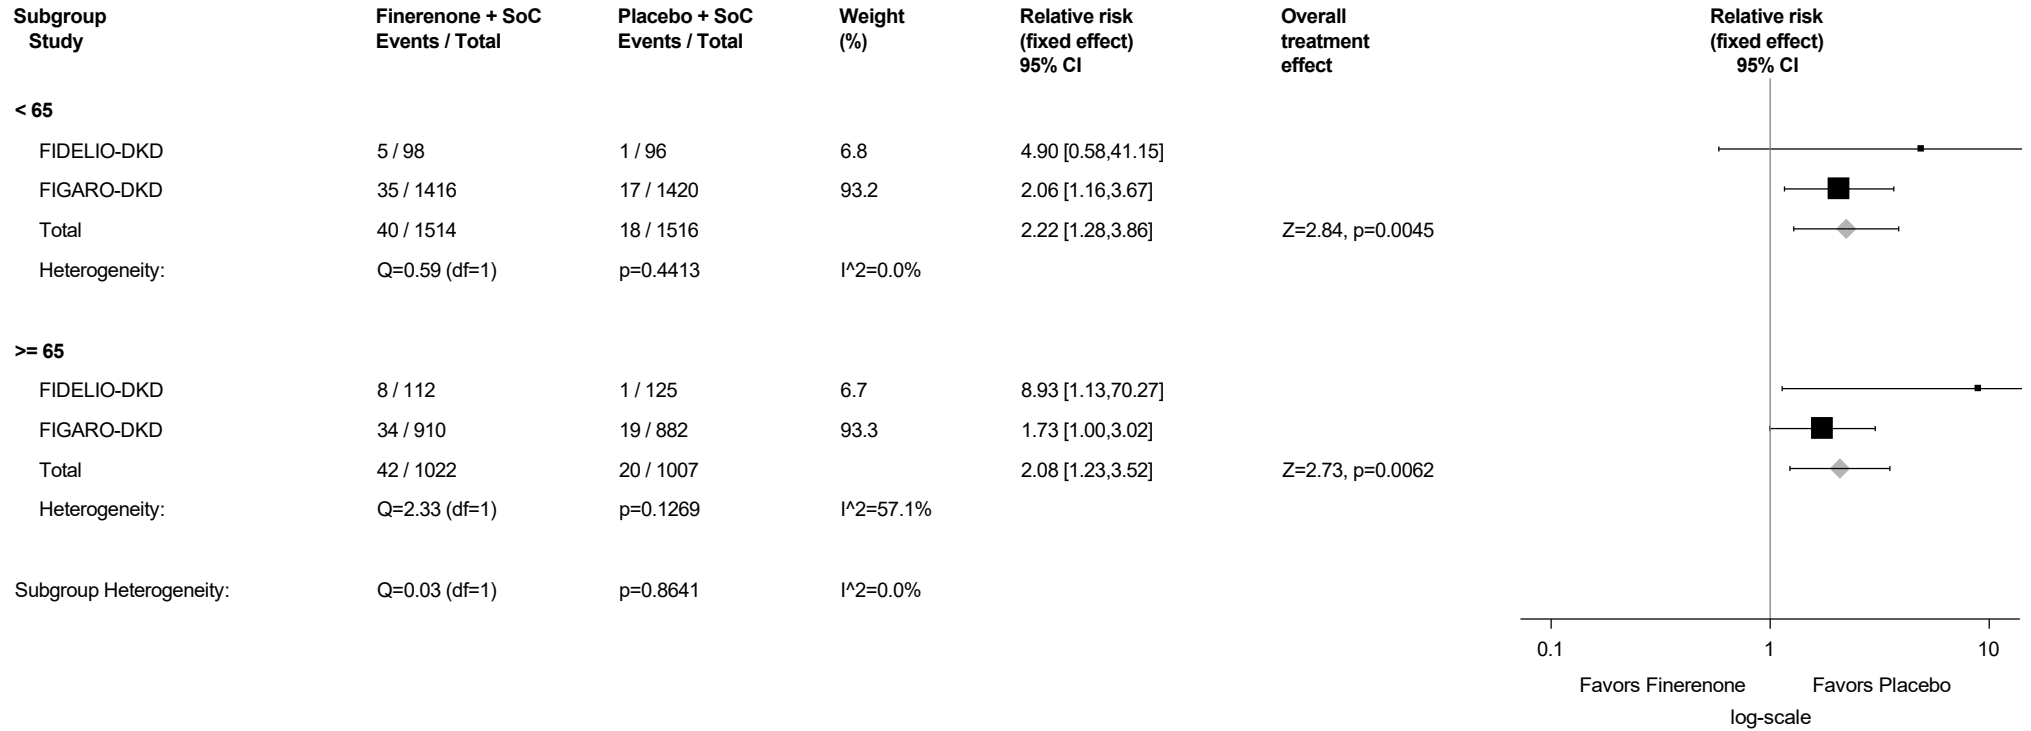 Subgroup Finerenone + SoC Placebo + SoC Weight Relative risk Overall Relative risk
Study Events / Total Events / Total (%) (fixed effect) treatment (fixed effect)
95% CI effect 95% CI
< 65
FIDELIO-DKD 5 / 98 1 / 96 6.8 4.90 [0.58,41.15]
FIGARO-DKD 35 / 1416 17 / 1420 93.2 2.06 [1.16,3.67]
Total 40 / 1514 18 / 1516 2.22 [1.28,3.86] Z=2.84, p=0.0045
Heterogeneity: Q=0.59 (df=1) p=0.4413 I^2=0.0%
>= 65
FIDELIO-DKD 8 / 112 1 / 125 6.7 8.93 [1.13,70.27]
FIGARO-DKD 34 / 910 19 / 882 93.3 1.73 [1.00,3.02]
Total 42 / 1022 20 / 1007 2.08 [1.23,3.52] Z=2.73, p=0.0062
Heterogeneity: Q=2.33 (df=1) p=0.1269 I^2=57.1%
Subgroup Heterogeneity: Q=0.03 (df=1) p=0.8641 I^2=0.0%
0.1 1 10
Favors Finerenone Favors Placebo
log-scale